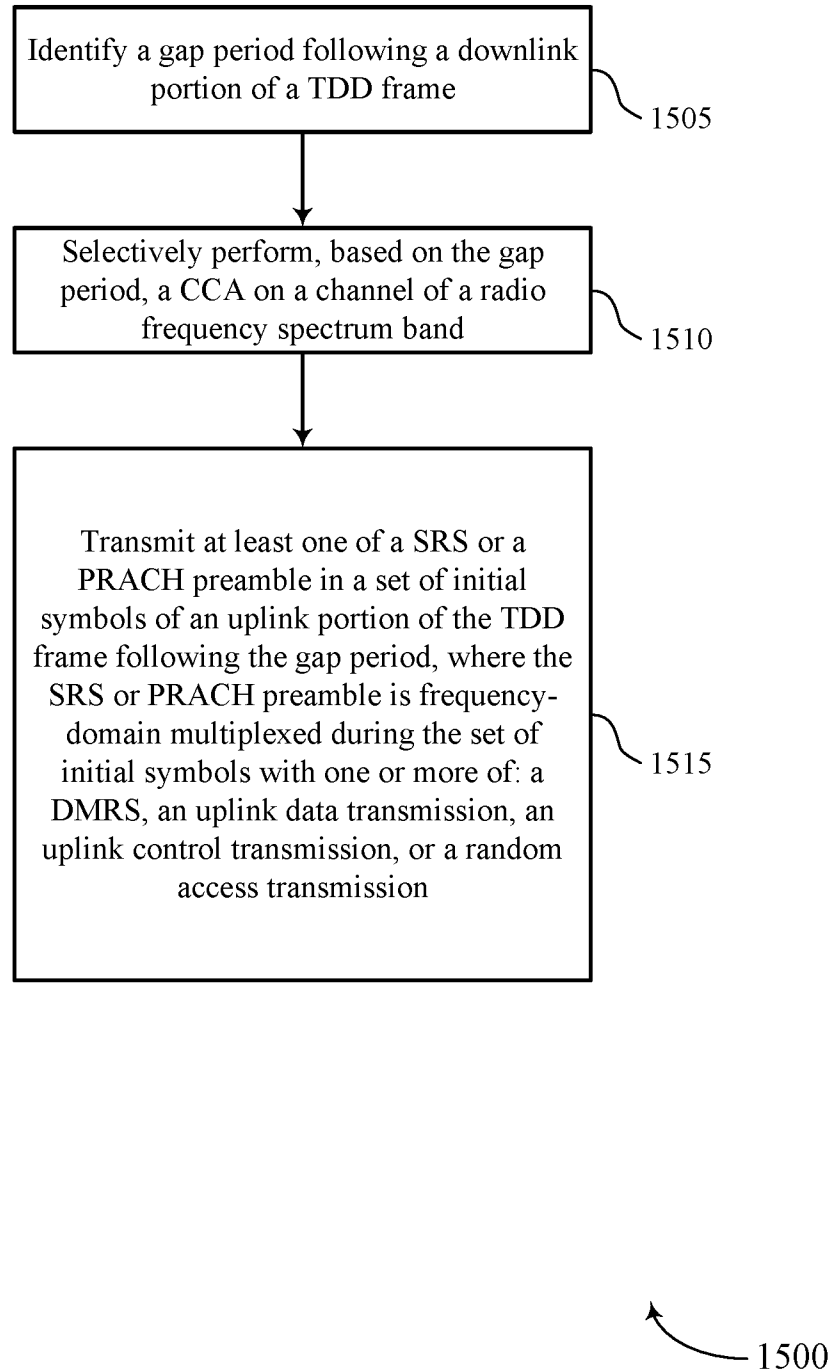 Identify a gap period following a downlink
portion of a TDD frame
1505
Selectively perform, based on the gap
period, a CCA on a channel of a radio
frequency spectrum band
1510
Transmit at least one of a SRS or a
PRACH preamble in a set of initial
symbols of an uplink portion of the TDD
frame following the gap period, where the
SRS or PRACH preamble is frequency-
domain multiplexed during the set of
initial symbols with one or more of: a
DMRS, an uplink data transmission, an
uplink control transmission, or a random
access transmission
1515
1500